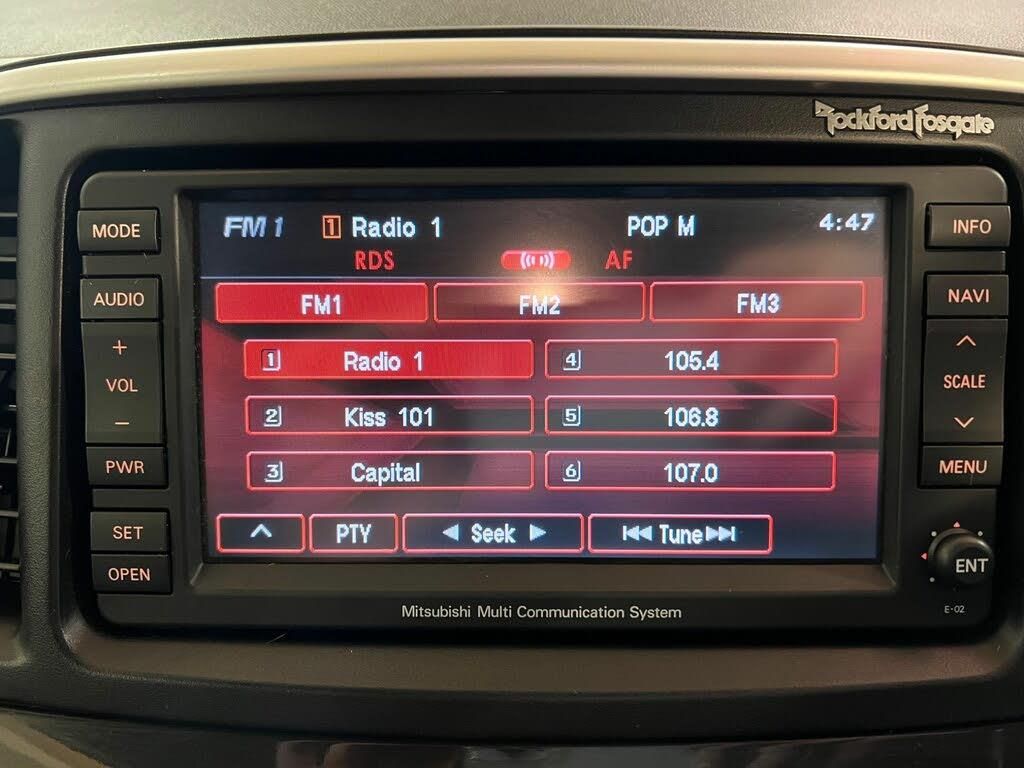 Rockford Fosgate
MODE
AUDIO
+
VOL
−
PWR
SET
OPEN
FM1 1 Radio 1 POP M 4:47
RDS AF
FM1 FM2 FM3
1 Radio 1 4 105.4
2 Kiss 101 5 106.8
3 Capital 6 107.0
PTY Seek Tune
INFO
NAVI
SCALE
MENU
ENT
E-02
Mitsubishi Multi Communication System